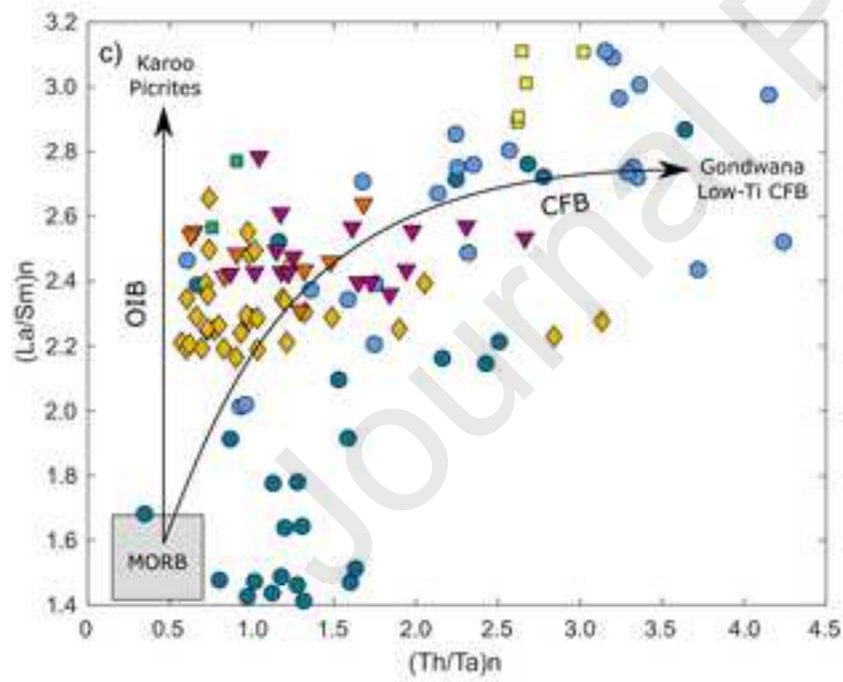 c)
Karoo
Picrites
Gondwana
Low-Ti CFB
CFB
OIB
MORB
(La/Sm)n
3.2
3.0
2.8
2.6
2.4
2.2
2.0
1.8
1.6
1.4
0
0.5
1.0
1.5
2.0
2.5
3.0
3.5
4.0
4.5
(Th/Ta)n
Journal P